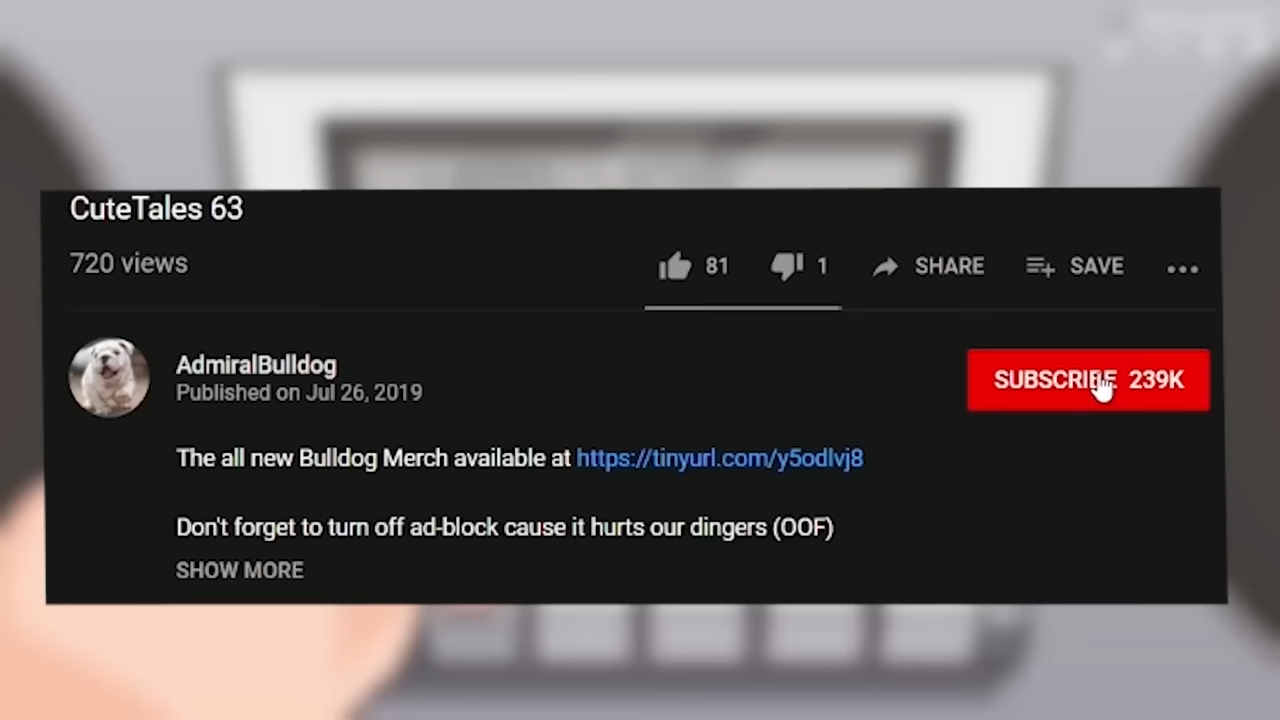 CuteTales 63
720 views
81
1
SHARE
SAVE
AdmiralBulldog
Published on Jul 26, 2019
SUBSCRIBE 239K
The all new Bulldog Merch available at https://tinyurl.com/y5odlvj8
Don't forget to turn off ad-block cause it hurts our dingers (OOF)
SHOW MORE